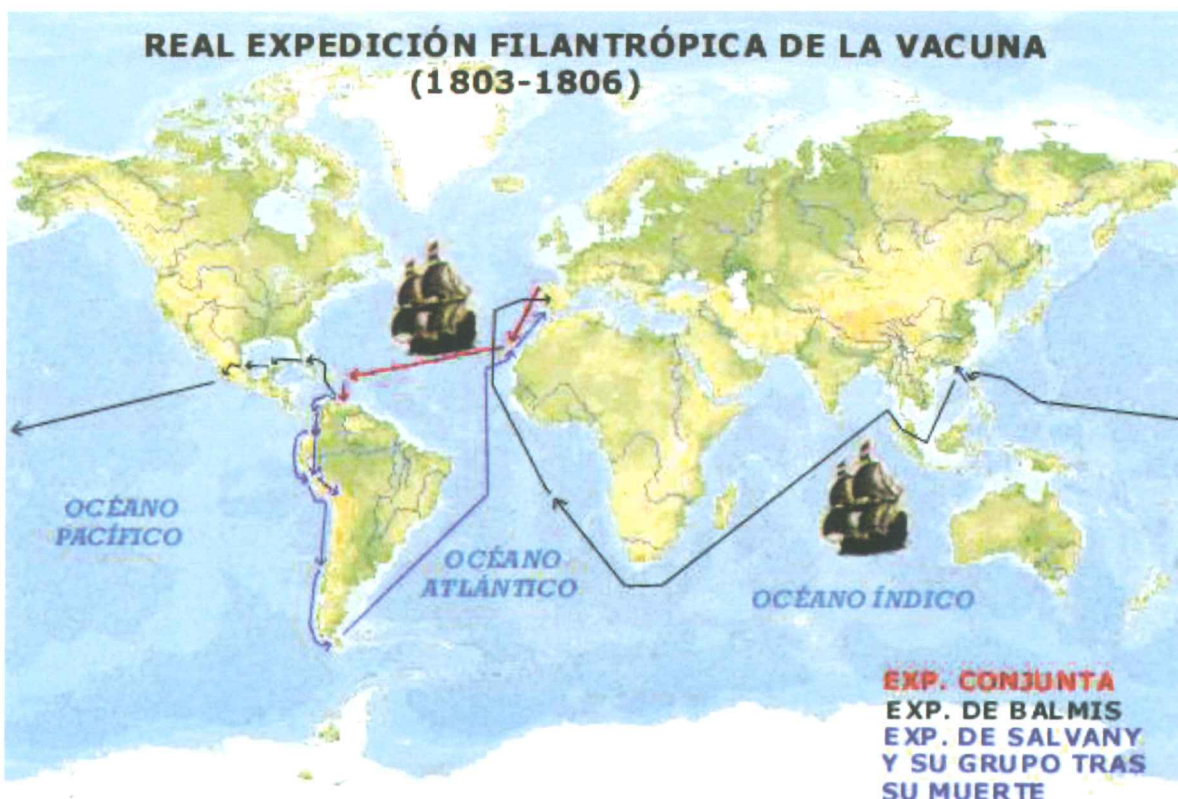 REAL EXPEDICIÓN FILANTRÓPICA DE LA VACUNA
(1803-1806)
OCÉANO
PACÍFICO
OCÉANO
ATLÁNTICO
OCÉANO ÍNDICO
EXP. CONJUNTA
EXP. DE BALMIS
EXP. DE SALVANY
Y SU GRUPO TRAS
SU MUERTE